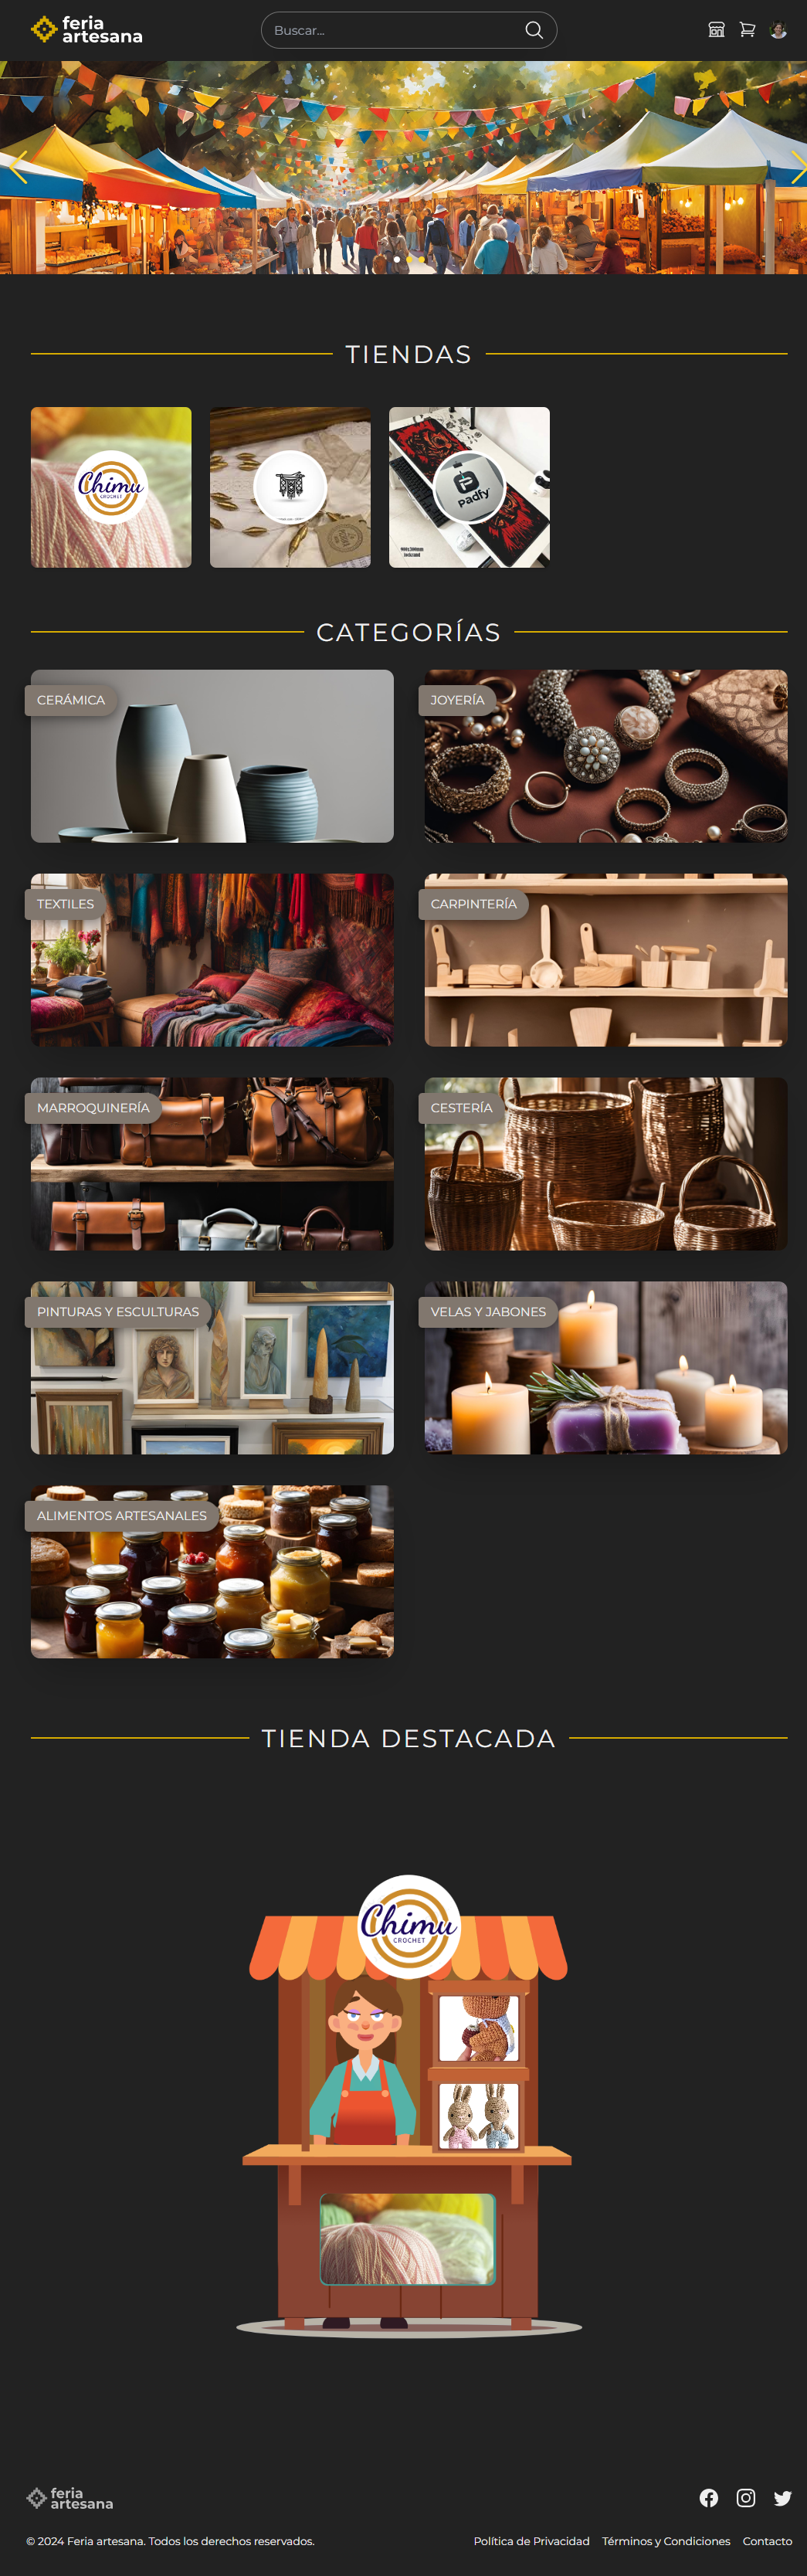 feria
artesana
Buscar...
TIENDAS
Chimu
CROCHET
Padfy
CATEGORÍAS
CERÁMICA
JOYERÍA
TEXTILES
CARPINTERÍA
MARROQUINERÍA
CESTERÍA
PINTURAS Y ESCULTURAS
VELAS Y JABONES
ALIMENTOS ARTESANALES
TIENDA DESTACADA
Chimu
CROCHET
feria
artesana
© 2024 Feria artesana. Todos los derechos reservados.
Política de Privacidad Términos y Condiciones Contacto